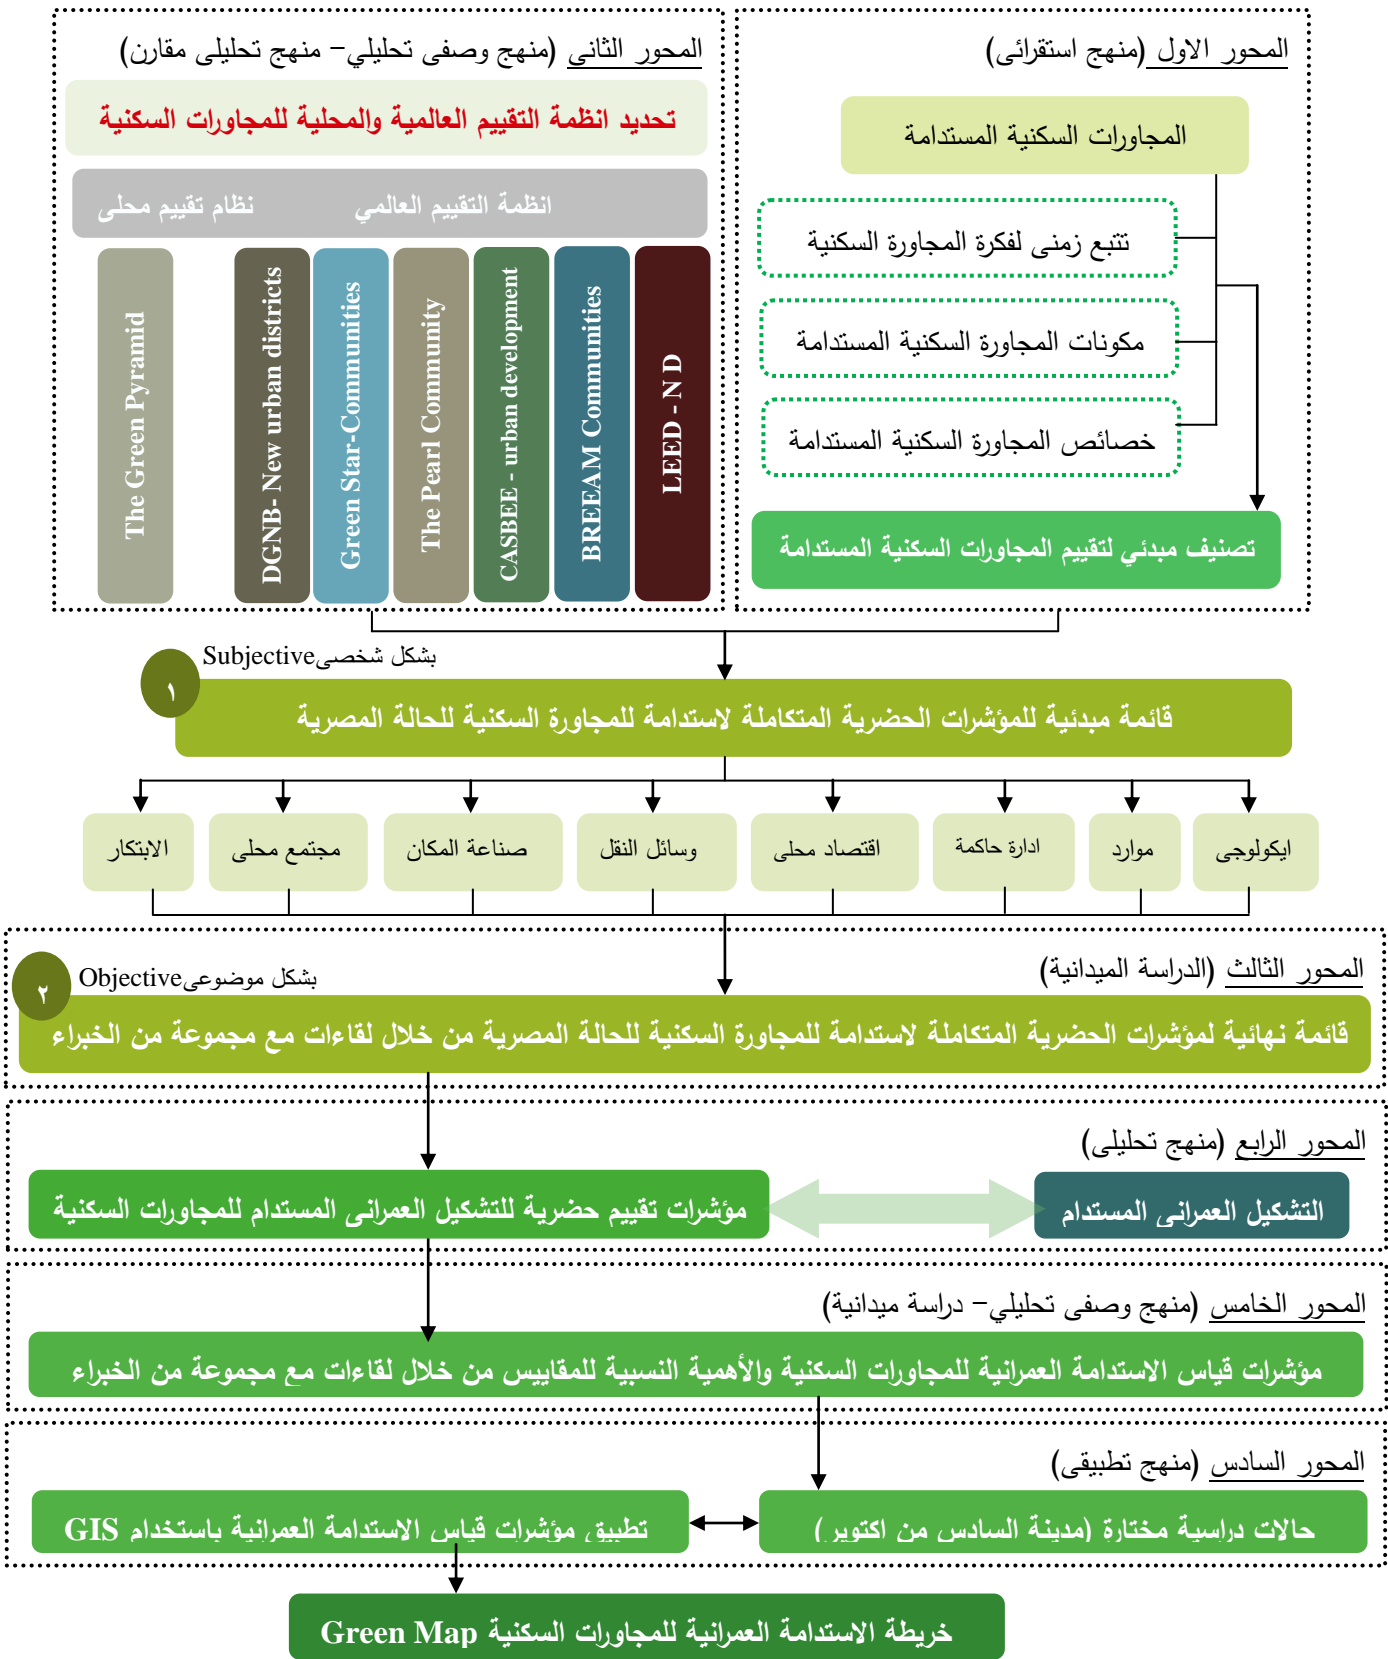 المحور الاول (منهج استقرائى)
المجاورات السكنية المستدامة
تتبع زمنى لفكرة المجاورة السكنية
مكونات المجاورة السكنية المستدامة
خصائص المجاورة السكنية المستدامة
تصنيف مبدئي لتقييم المجاورات السكنية المستدامة
المحور الثانى (منهج وصفى تحليلي– منهج تحليلى مقارن)
تحديد انظمة التقييم العالمية والمحلية للمجاورات السكنية
انظمة التقييم العالمي
نظام تقييم محلى
LEED - N D
BREEAM Communities
CASBEE - urban development
The Pearl Community
Green Star-Communities
DGNB- New urban districts
The Green Pyramid
بشكل شخصىSubjective
١
قائمة مبدئية للمؤشرات الحضرية المتكاملة لاستدامة للمجاورة السكنية للحالة المصرية
ايكولوجى
موارد
ادارة حاكمة
اقتصاد محلى
وسائل النقل
صناعة المكان
مجتمع محلى
الابتكار
المحور الثالث (الدراسة الميدانية)
بشكل موضوعىObjective
٢
قائمة نهائية لمؤشرات الحضرية المتكاملة لاستدامة للمجاورة السكنية للحالة المصرية من خلال لقاءات مع مجموعة من الخبراء
المحور الرابع (منهج تحليلى)
التشكيل العمرانى المستدام
مؤشرات تقييم حضرية للتشكيل العمرانى المستدام للمجاورات السكنية
المحور الخامس (منهج وصفى تحليلي– دراسة ميدانية)
مؤشرات قياس الاستدامة العمرانية للمجاورات السكنية والأهمية النسبية للمقاييس من خلال لقاءات مع مجموعة من الخبراء
المحور السادس (منهج تطبيقى)
حالات دراسية مختارة (مدينة السادس من اكتوبر)
تطبيق مؤشرات قياس الاستدامة العمرانية باستخدام GIS
خريطة الاستدامة العمرانية للمجاورات السكنية Green Map